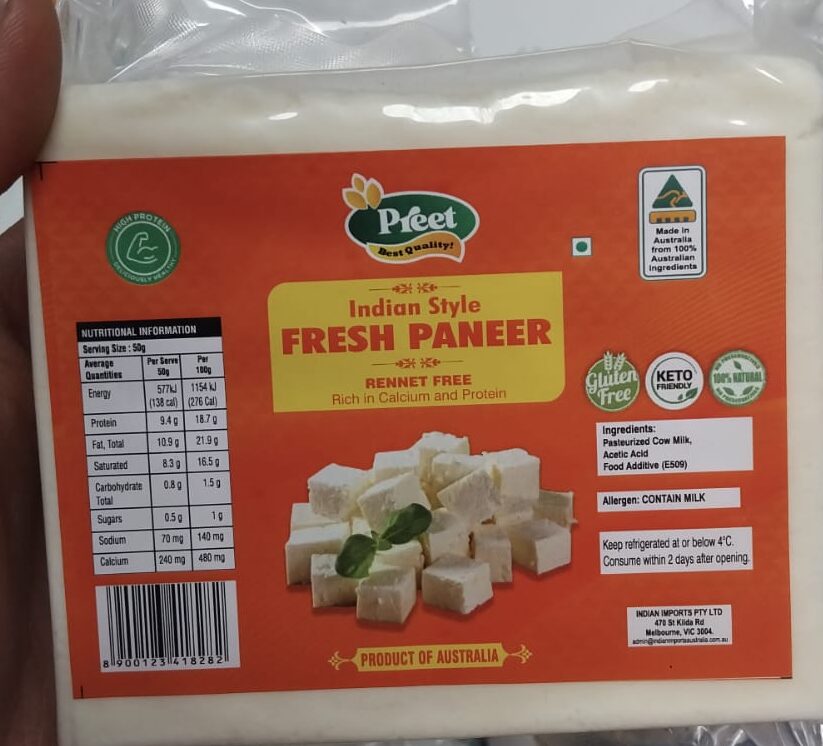 HIGH PROTEIN
DELICIOUSLY HEALTHY
Preet
Best Quality!
Made in
Australia
from 100%
Australian
Ingredients
Indian Style
FRESH PANEER
RENNET FREE
Rich in Calcium and Protein
NUTRITIONAL INFORMATION
Serving Size : 50g
Average Quantities Per Serve 50g Per 100g
Energy 577kJ (138 cal) 1154 kJ (276 Cal)
Protein 9.4 g 18.7 g
Fat, Total 10.9 g 21.9 g
Saturated 8.3 g 16.5 g
Carbohydrate Total 0.8 g 1.5 g
Sugars 0.5 g 1 g
Sodium 70 mg 140 mg
Calcium 240 mg 480 mg
8 900123 418282
Gluten
Free
KETO
FRIENDLY
NO PRESERVATIVES
100% NATURAL
NO PRESERVATIVES
Ingredients:
Pasteurized Cow Milk,
Acetic Acid
Food Additive (E509)
Allergen: CONTAIN MILK
Keep refrigerated at or below 4°C.
Consume within 2 days after opening.
INDIAN IMPORTS PTY LTD
470 St Kilda Rd
Melbourne, VIC 3004.
PRODUCT OF AUSTRALIA